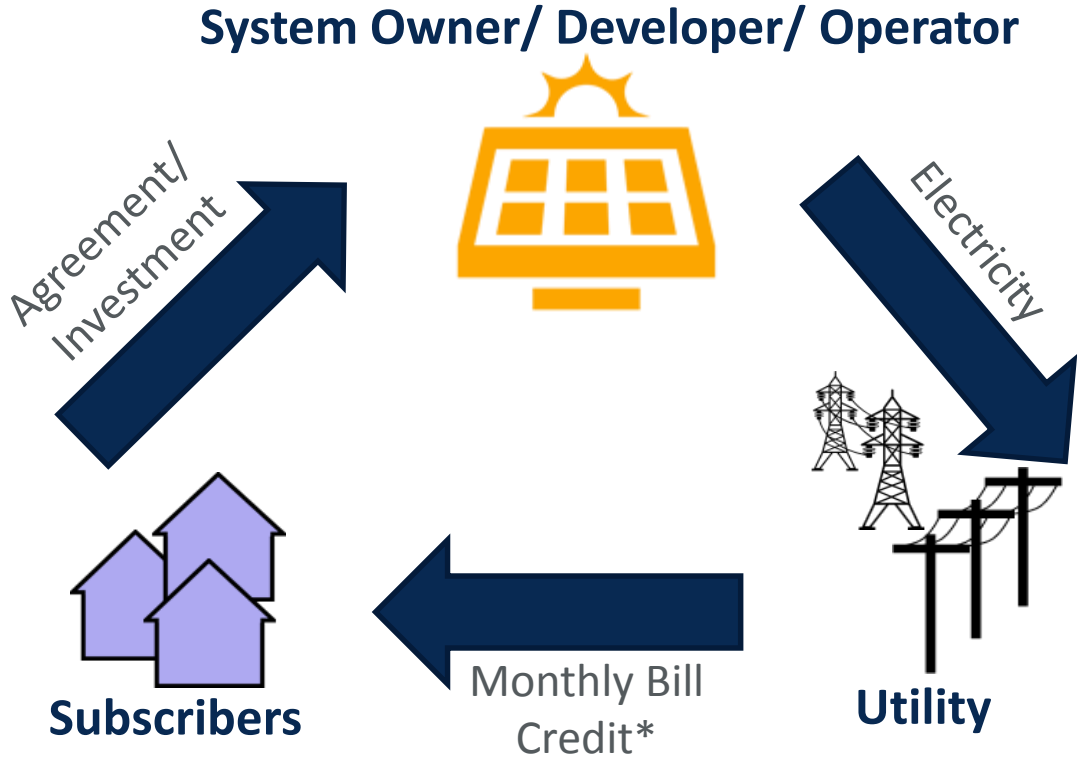 System Owner/ Developer/ Operator
Agreement/
Investment
Electricity
Monthly Bill
Credit*
Subscribers
Utility